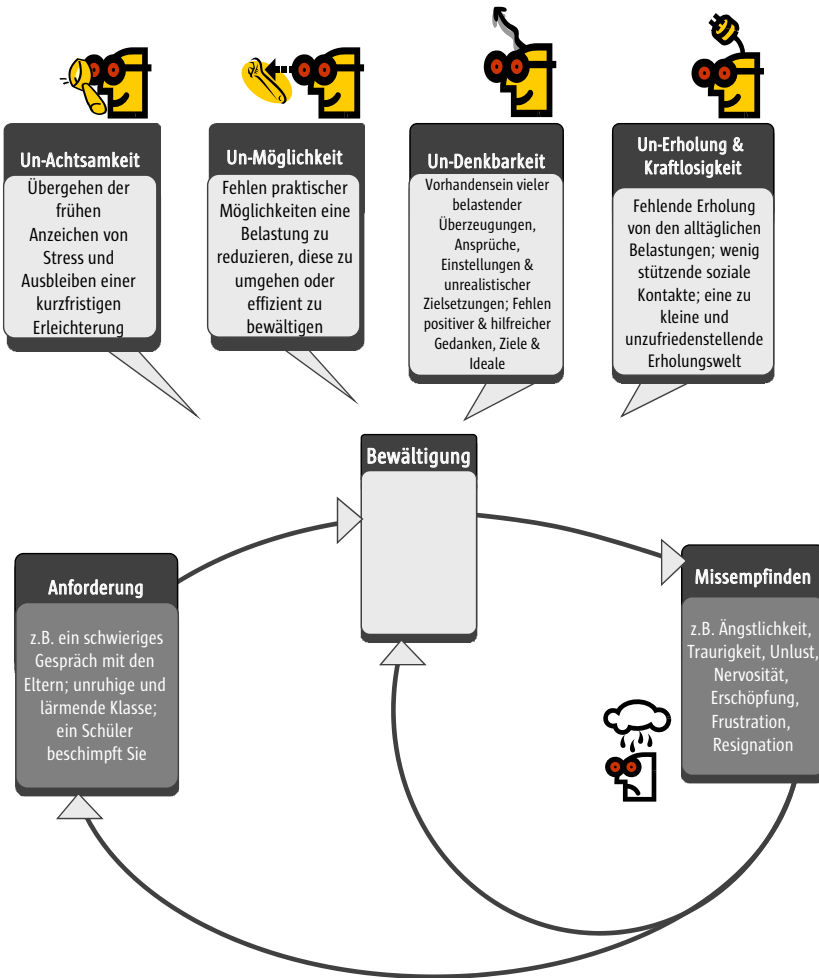 Un-Achtsamkeit
Übergehen der
frühen
Anzeichen von
Stress und
Ausbleiben einer
kurzfristigen
Erleichterung
Un-Möglichkeit
Fehlen praktischer
Möglichkeiten eine
Belastung zu
reduzieren, diese zu
umgehen oder
effizient zu
bewältigen
Un-Denkbarkeit
Vorhandensein vieler
belastender
Überzeugungen,
Ansprüche,
Einstellungen &
unrealistischer
Zielsetzungen; Fehlen
positiver & hilfreicher
Gedanken, Ziele &
Ideale
Un-Erholung &
Kraftlosigkeit
Fehlende Erholung
von den alltäglichen
Belastungen; wenig
stützende soziale
Kontakte; eine zu
kleine und
unzufriedenstellende
Erholungswelt
Bewältigung
Anforderung
z.B. ein schwieriges
Gespräch mit den
Eltern; unruhige und
lärmende Klasse;
ein Schüler
beschimpft Sie
Missempfinden
z.B. Ängstlichkeit,
Traurigkeit, Unlust,
Nervosität,
Erschöpfung,
Frustration,
Resignation